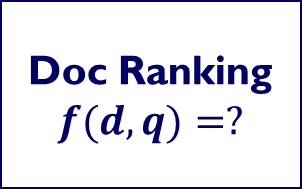 Doc Ranking
f(d, q) =?